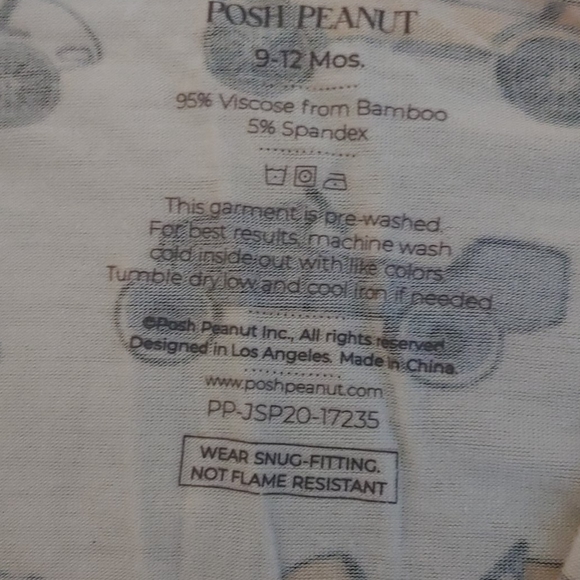 POSH PEANUT
9-12 Mos.
95% Viscose from Bamboo
5% Spandex
This garment is pre-washed.
For best results, machine wash
cold inside out with like colors.
Tumble dry low and cool iron if needed.
©Posh Peanut Inc., All rights reserved.
Designed in Los Angeles. Made in China.
www.poshpeanut.com
PP-JSP20-17235
WEAR SNUG-FITTING.
NOT FLAME RESISTANT